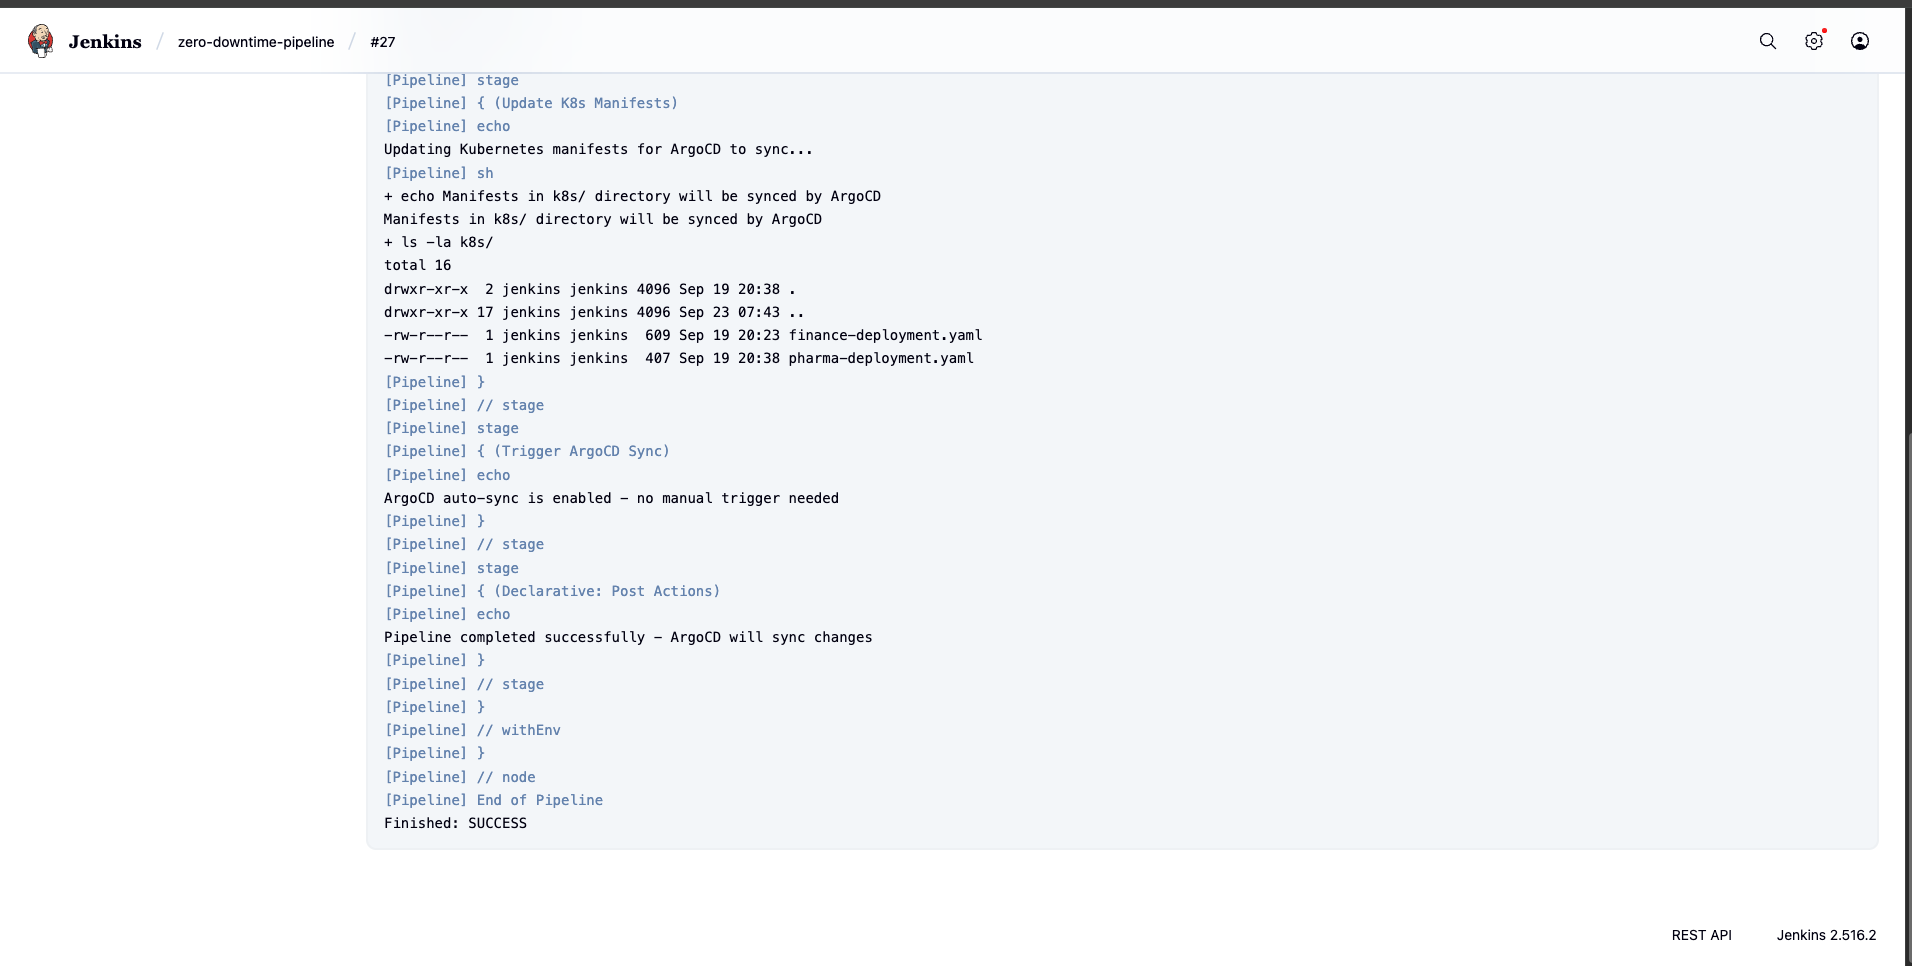 Jenkins / zero-downtime-pipeline / #27
[Pipeline] stage
[Pipeline] { (Update K8s Manifests)
[Pipeline] echo
Updating Kubernetes manifests for ArgoCD to sync...
[Pipeline] sh
+ echo Manifests in k8s/ directory will be synced by ArgoCD
Manifests in k8s/ directory will be synced by ArgoCD
+ ls -la k8s/
total 16
drwxr-xr-x  2 jenkins jenkins 4096 Sep 19 20:38 .
drwxr-xr-x 17 jenkins jenkins 4096 Sep 23 07:43 ..
-rw-r--r--  1 jenkins jenkins  609 Sep 19 20:23 finance-deployment.yaml
-rw-r--r--  1 jenkins jenkins  407 Sep 19 20:38 pharma-deployment.yaml
[Pipeline] }
[Pipeline] // stage
[Pipeline] stage
[Pipeline] { (Trigger ArgoCD Sync)
[Pipeline] echo
ArgoCD auto-sync is enabled - no manual trigger needed
[Pipeline] }
[Pipeline] // stage
[Pipeline] stage
[Pipeline] { (Declarative: Post Actions)
[Pipeline] echo
Pipeline completed successfully - ArgoCD will sync changes
[Pipeline] }
[Pipeline] // stage
[Pipeline] }
[Pipeline] // withEnv
[Pipeline] }
[Pipeline] // node
[Pipeline] End of Pipeline
Finished: SUCCESS
REST API Jenkins 2.516.2